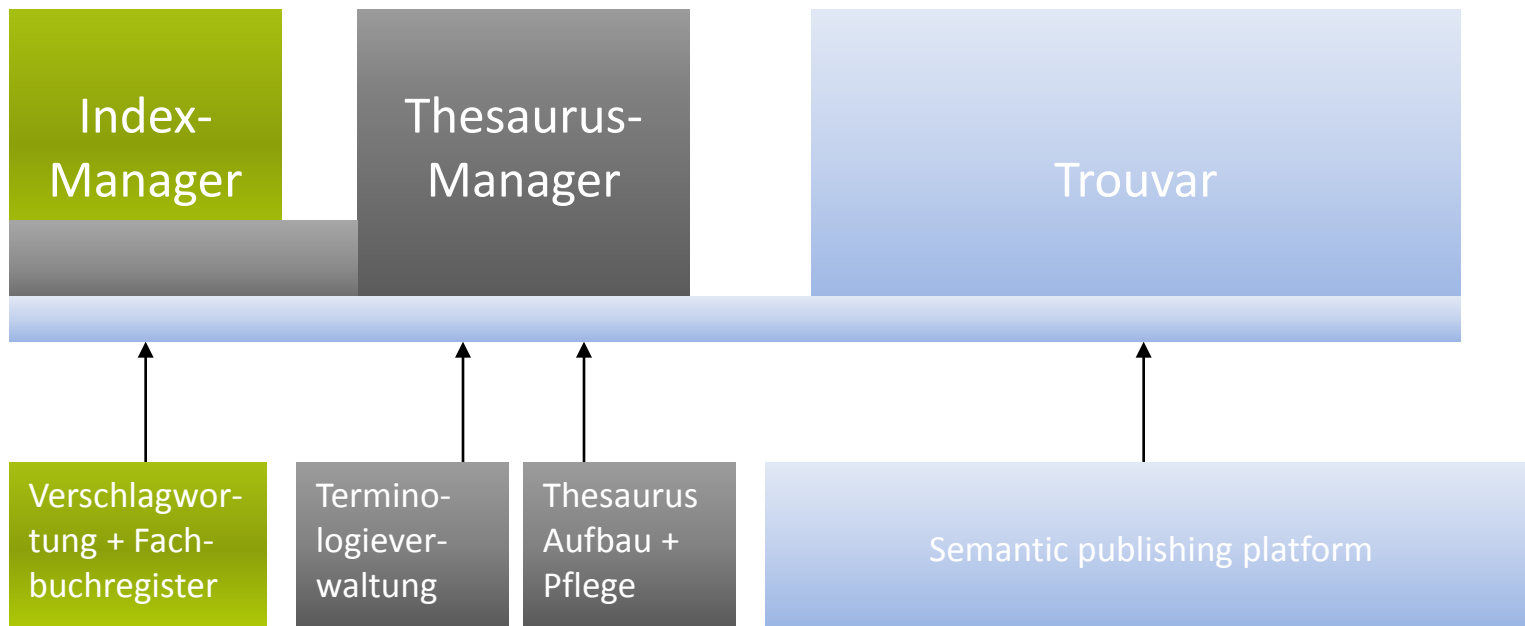 Index-
Manager
Thesaurus-
Manager
Trouvar
Verschlagwor-
tung + Fach-
buchregister
Termino-
logiever-
waltung
Thesaurus
Aufbau +
Pflege
Semantic publishing platform